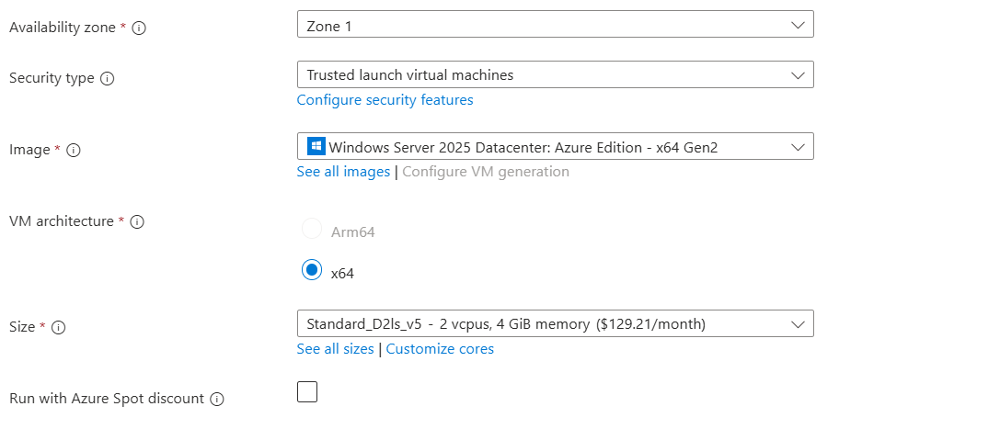 Availability zone *
Zone 1
Security type
Trusted launch virtual machines
Configure security features
Image *
Windows Server 2025 Datacenter: Azure Edition - x64 Gen2
See all images | Configure VM generation
VM architecture *
Arm64
x64
Size *
Standard_D2ls_v5 - 2 vcpus, 4 GiB memory ($129.21/month)
See all sizes | Customize cores
Run with Azure Spot discount